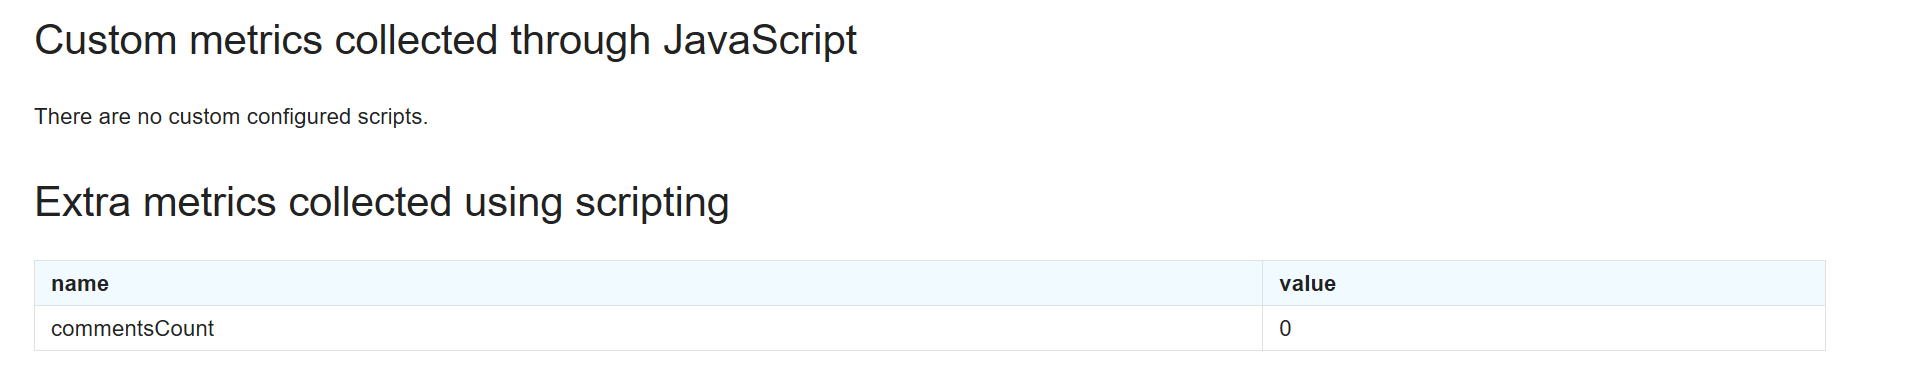 Custom metrics collected through JavaScript
There are no custom configured scripts.
Extra metrics collected using scripting
name value
commentsCount 0